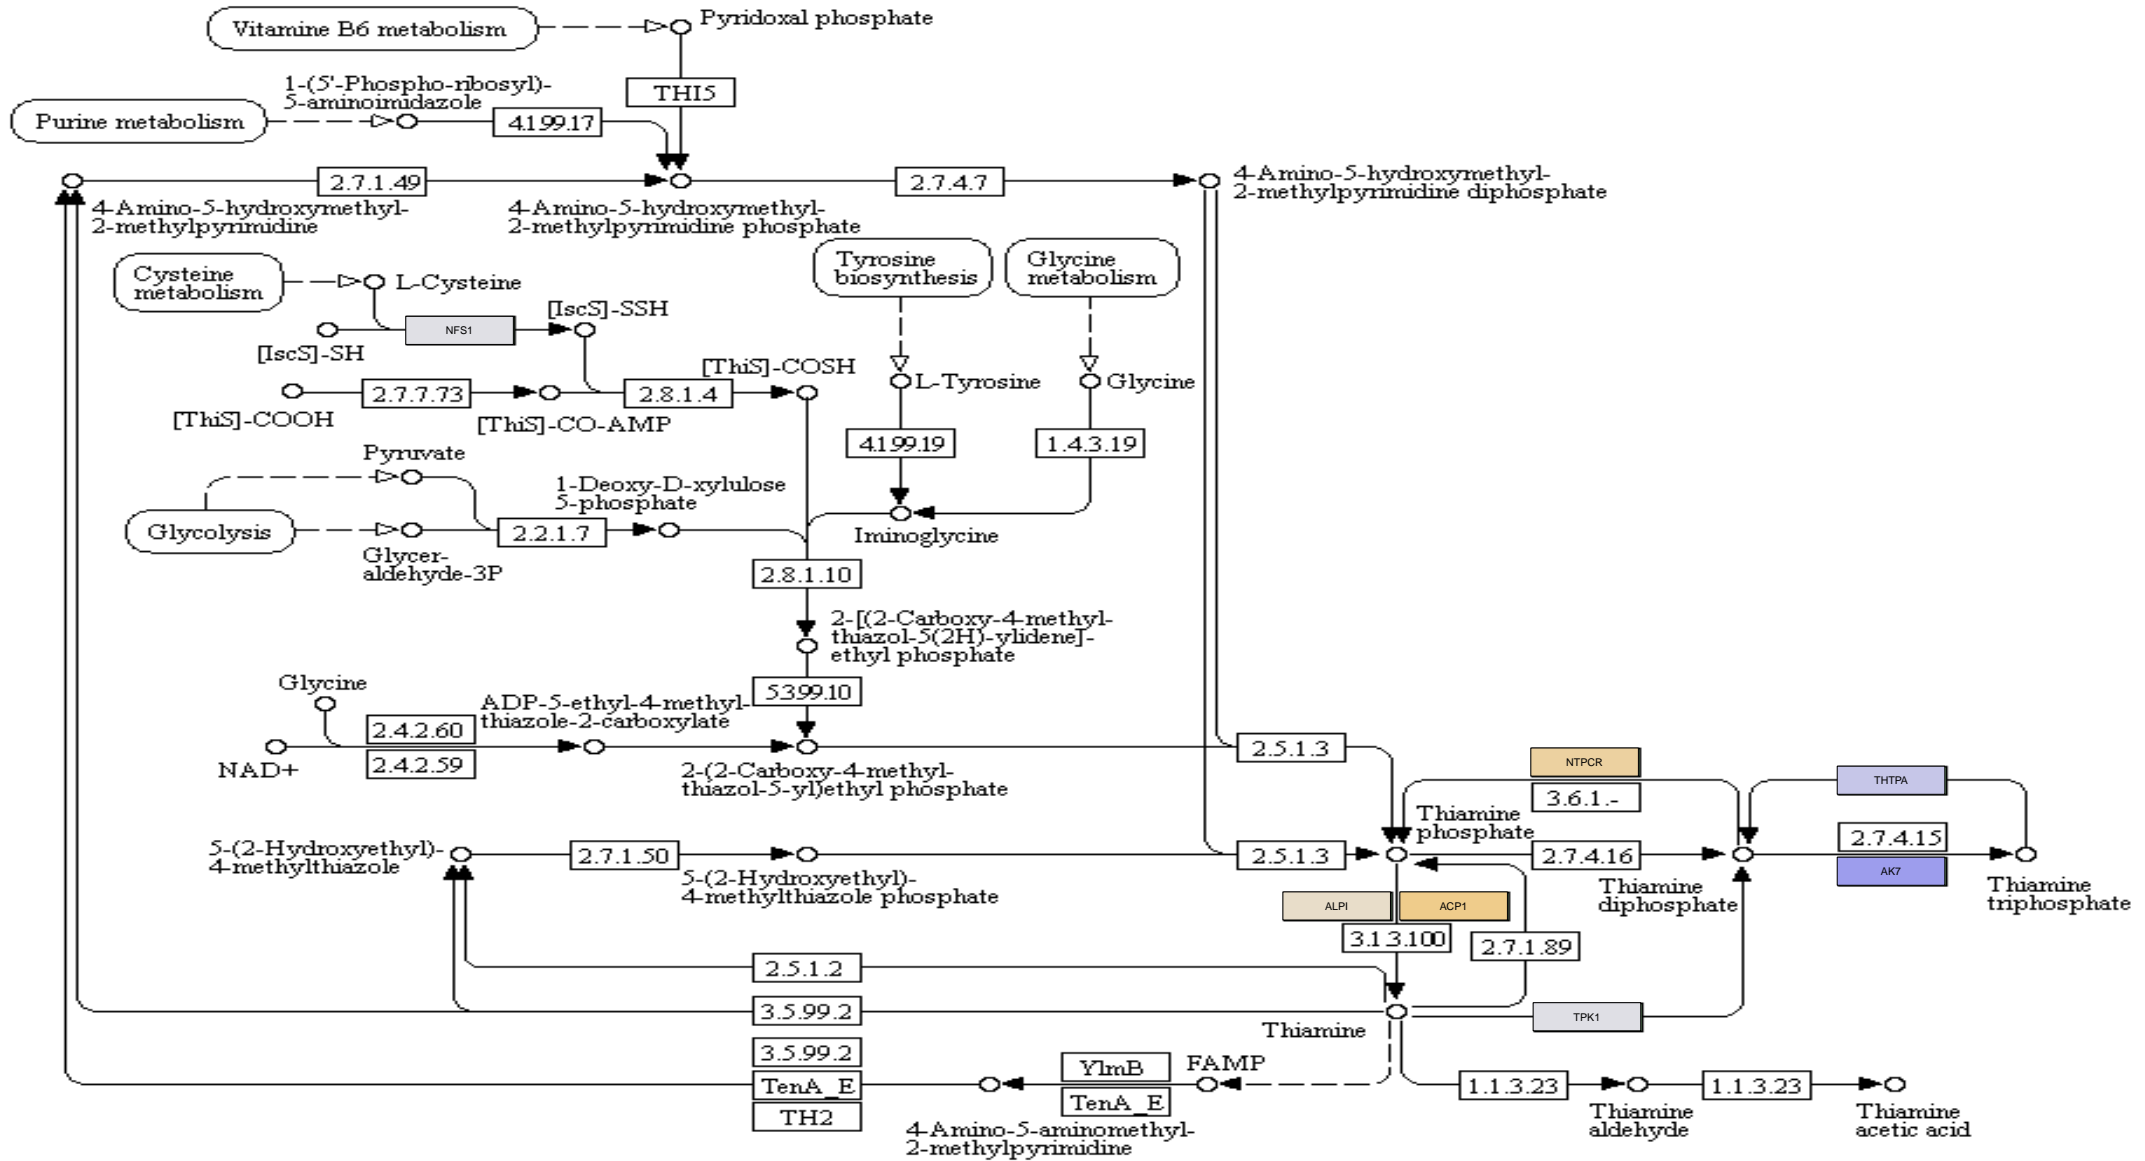 Vitamine B6 metabolism
Pyridoxal phosphate
1-(5'-Phospho-ribosyl)-
5-aminoimidazole
THI5
Purine metabolism
4.1.99.17
2.7.1.49
2.7.4.7
4-Amino-5-hydroxymethyl-
2-methylpyrimidine diphosphate
4-Amino-5-hydroxymethyl-
2-methylpyrimidine
4-Amino-5-hydroxymethyl-
2-methylpyrimidine phosphate
Cysteine
metabolism
L-Cysteine
Tyrosine
biosynthesis
Glycine
metabolism
[IscS]-SSH
NFS1
[IscS]-SH
[ThiS]-COSH
L-Tyrosine
Glycine
2.7.7.73
2.8.1.4
[ThiS]-COOH
[ThiS]-CO-AMP
4.1.99.19
1.4.3.19
Pyruvate
1-Deoxy-D-xylulose
5-phosphate
Glycolysis
2.2.1.7
Iminoglycine
Glycer-
aldehyde-3P
2.8.1.10
2-[(2-Carboxy-4-methyl-
thiazol-5(2H)-ylidene]-
ethyl phosphate
Glycine
5.3.99.10
ADP-5-ethyl-4-methyl-
thiazole-2-carboxylate
2.4.2.60
2.4.2.59
NAD+
2-(2-Carboxy-4-methyl-
thiazol-5-yl)ethyl phosphate
2.5.1.3
NTPCR
3.6.1.-
THTPA
Thiamine
phosphate
2.7.4.15
5-(2-Hydroxyethyl)-
4-methylthiazole
2.7.1.50
2.5.1.3
2.7.4.16
AK7
5-(2-Hydroxyethyl)-
4-methylthiazole phosphate
Thiamine
diphosphate
Thiamine
triphosphate
ALPI
ACP1
3.1.3.100
2.7.1.89
2.5.1.2
3.5.99.2
Thiamine
TPK1
3.5.99.2
TenA_E
TH2
YlmB
TenA_E
FAMP
1.1.3.23
1.1.3.23
4-Amino-5-aminomethyl-
2-methylpyrimidine
Thiamine
aldehyde
Thiamine
acetic acid